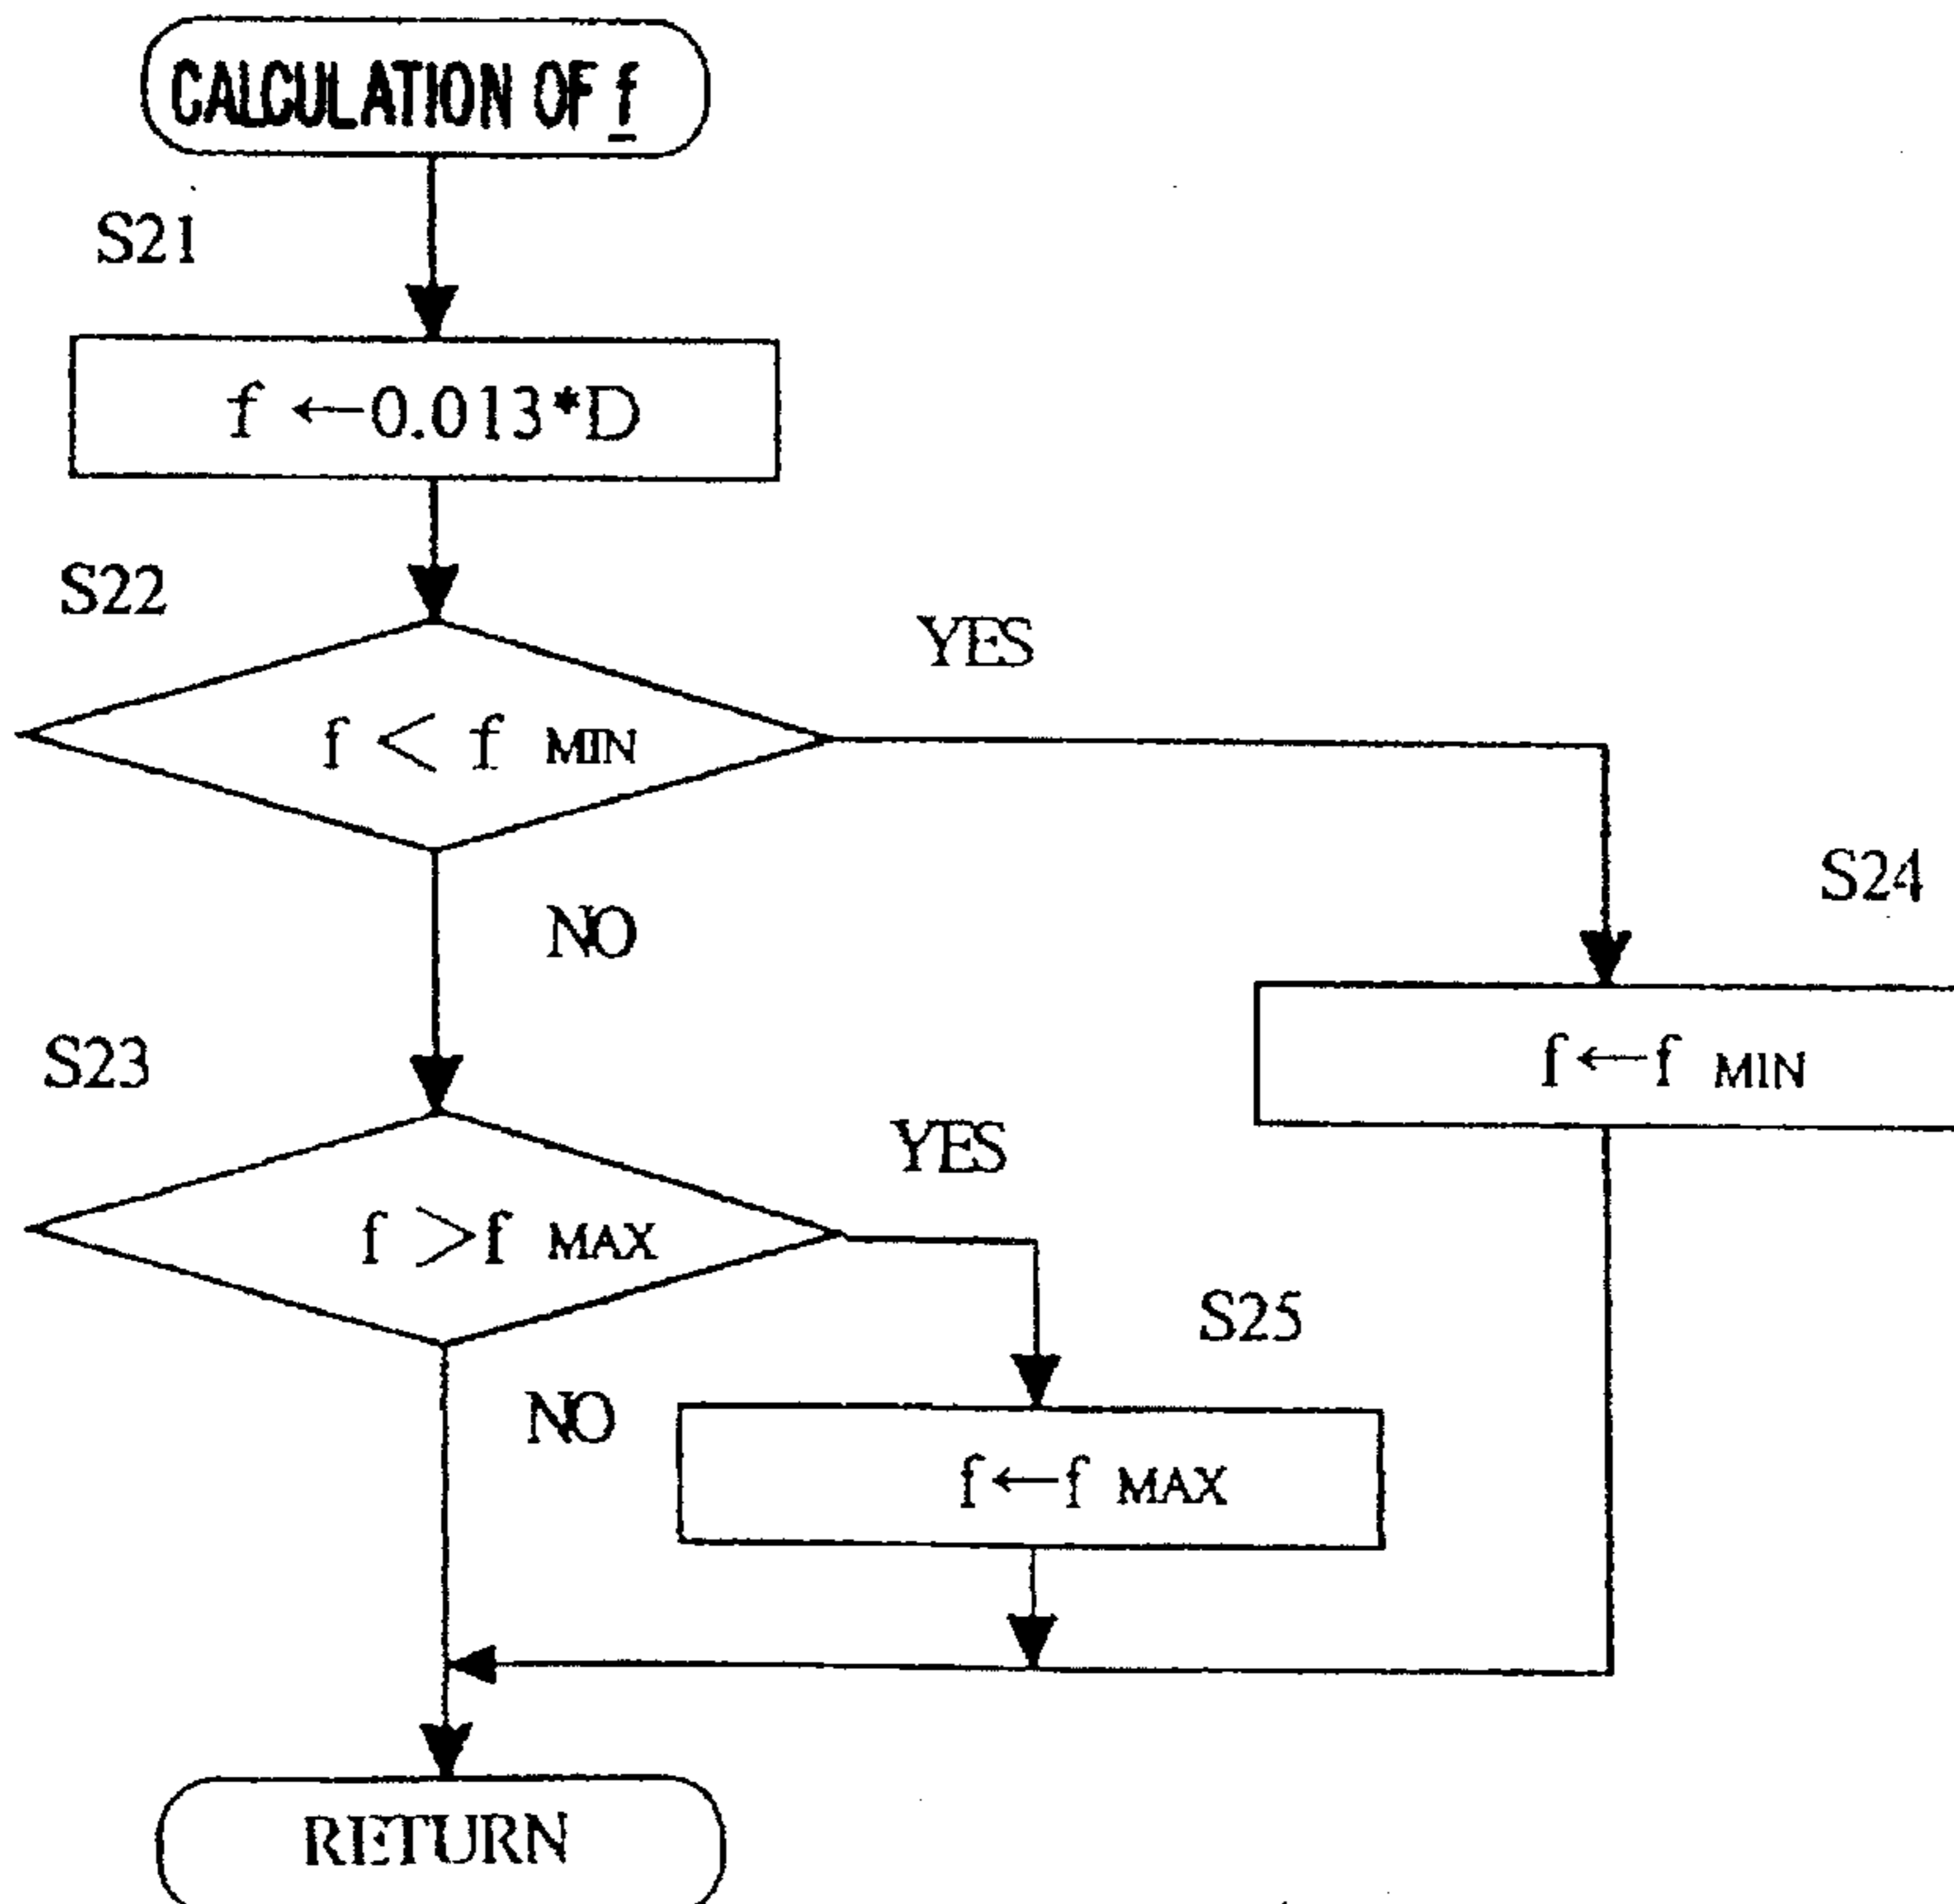 CALCULATION OF f
S21
f ←0.013*D
S22
YES
f < f MIN
NO
S24
f←f MIN
S23
YES
f >f MAX
S25
NO
f←f MAX
RETURN